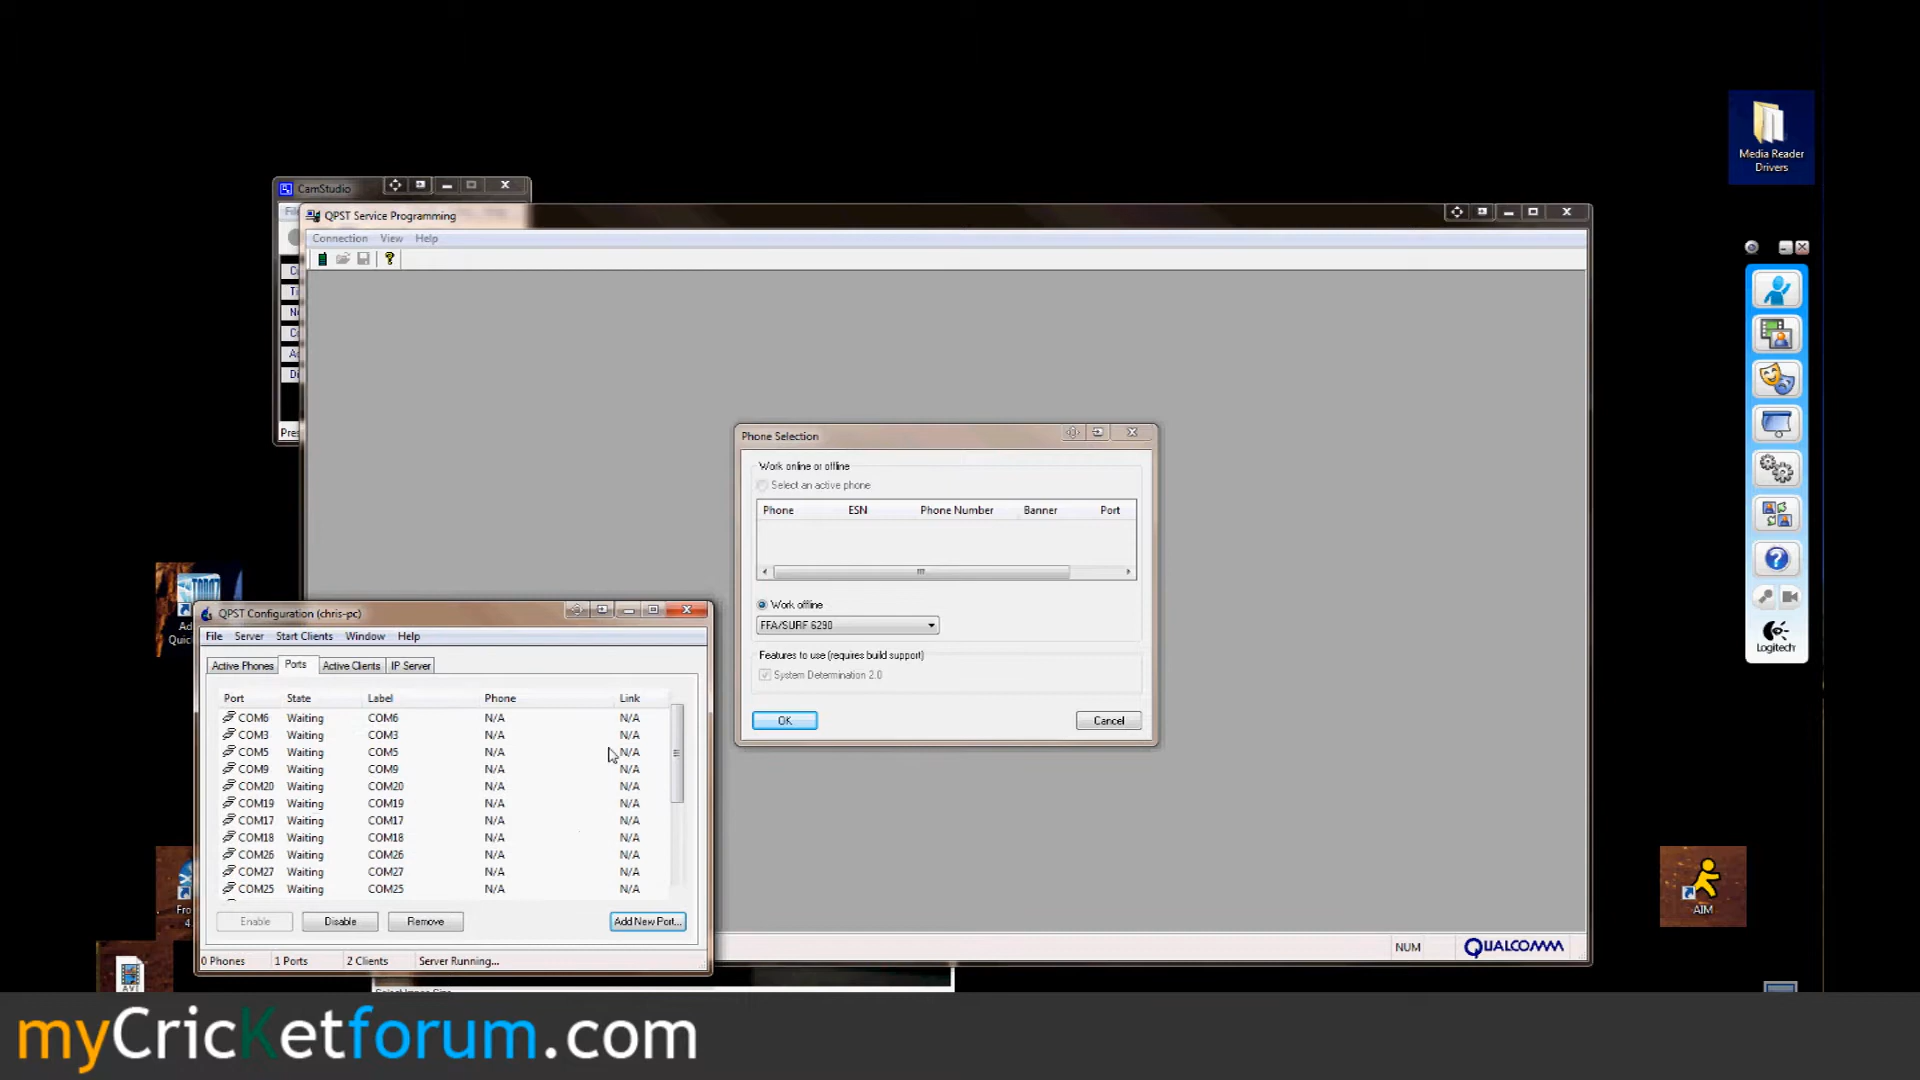 Media Reader
Drivers
CamStudio
QPST Service Programming
Connection View Help
Phone Selection
Work online or offline
Select an active phone
Phone ESN Phone Number Banner Port
Work offline
FFA/SURF 6290
Features to use (requires build support)
System Determination 2.0
OK Cancel
Logitech
QPST Configuration (chris-pc)
File Server Start Clients Window Help
Active Phones Ports Active Clients IP Server
Port State Label Phone Link
COM6 Waiting COM6 N/A N/A
COM3 Waiting COM3 N/A N/A
COM5 Waiting COM5 N/A N/A
COM9 Waiting COM9 N/A N/A
COM20 Waiting COM20 N/A N/A
COM19 Waiting COM19 N/A N/A
COM17 Waiting COM17 N/A N/A
COM18 Waiting COM18 N/A N/A
COM26 Waiting COM26 N/A N/A
COM27 Waiting COM27 N/A N/A
COM25 Waiting COM25 N/A N/A
Enable Disable Remove Add New Port...
0 Phones 1 Ports 2 Clients Server Running...
NUM QUALCOMM
AIM
AVI
myCricKetforum.com